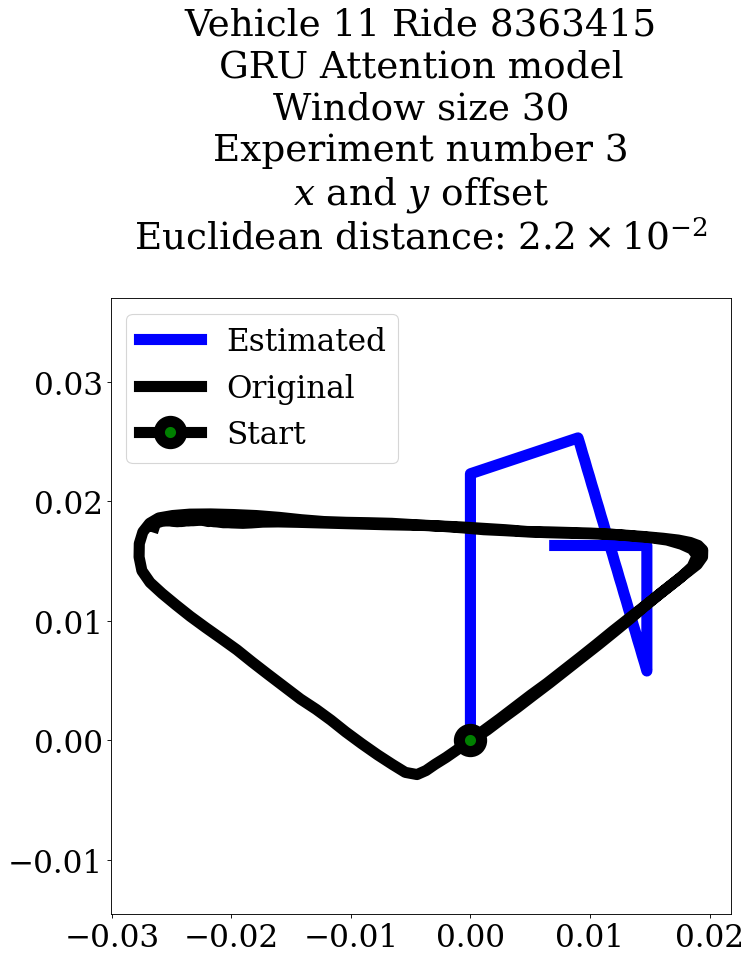 Vehicle 11 Ride 8363415
GRU Attention model
Window size 30
Experiment number 3
x and y offset
Euclidean distance: 2.2 × 10⁻²
Estimated
Original
Start
0.03
0.02
0.01
0.00
−0.01
−0.03 −0.02 −0.01 0.00 0.01 0.02